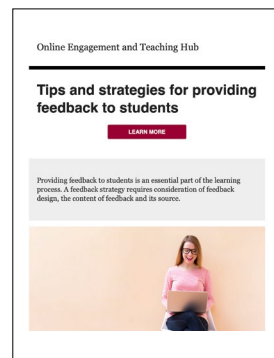 Online Engagement and Teaching Hub
Tips and strategies for providing
feedback to students
LEARN MORE
Providing feedback to students is an essential part of the learning
process. A feedback strategy requires consideration of feedback
design, the content of feedback and its source.